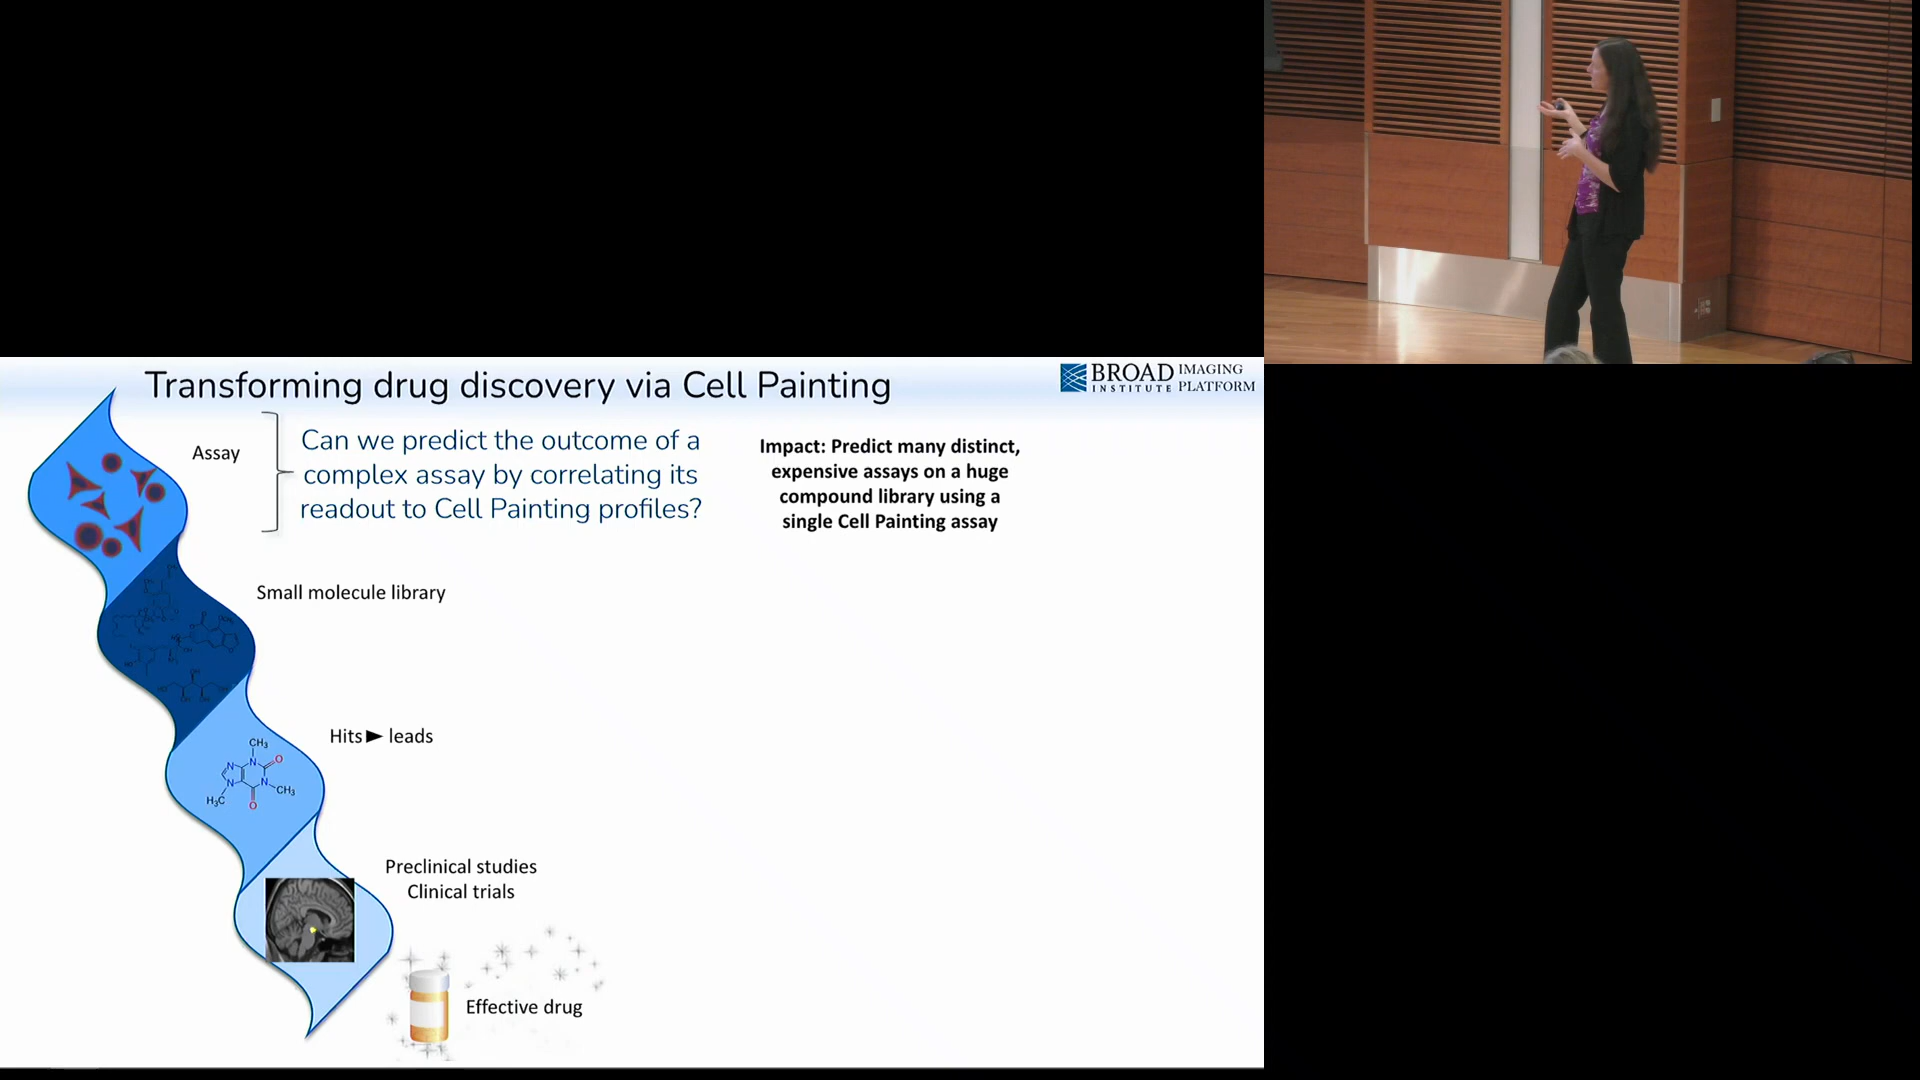 Transforming drug discovery via Cell Painting
BROAD
INSTITUTE
IMAGING
PLATFORM
Assay
Can we predict the outcome of a
complex assay by correlating its
readout to Cell Painting profiles?
Impact: Predict many distinct,
expensive assays on a huge
compound library using a
single Cell Painting assay
Small molecule library
Hits ► leads
CH₃
N
N
O
N
N
CH₃
H₃C
O
Preclinical studies
Clinical trials
Effective drug